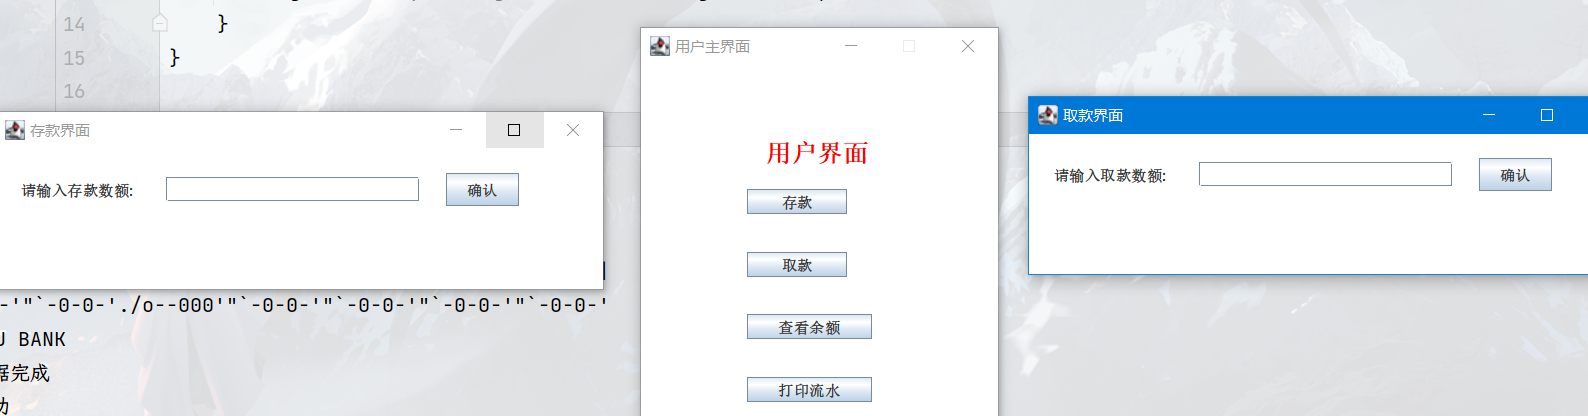 14 }
15 }
16
存款界面
请输入存款数额:
确认
用户主界面
用户界面
存款
取款
查看余额
打印流水
取款界面
请输入取款数额:
确认
-'"`-0-0-'./o--000'"`-0-0-'"`-0-0-'"`-0-0-'"`-0-0-'
BANK
完成